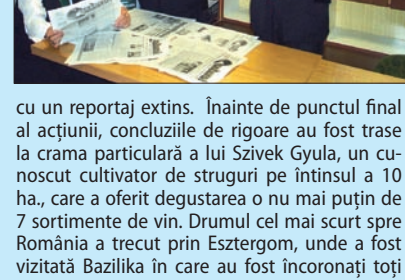 cu un reportaj extins. Înainte de punctul final
al acțiunii, concluziile de rigoare au fost trase
la crama particulară a lui Szivek Gyula, un cu-
noscut cultivator de struguri pe întinsul a 10
ha., care a oferit degustarea o nu mai puțin de
7 sortimente de vin. Drumul cel mai scurt spre
România a trecut prin Esztergom, unde a fost
vizitată Bazilika în care au fost încoronați toți